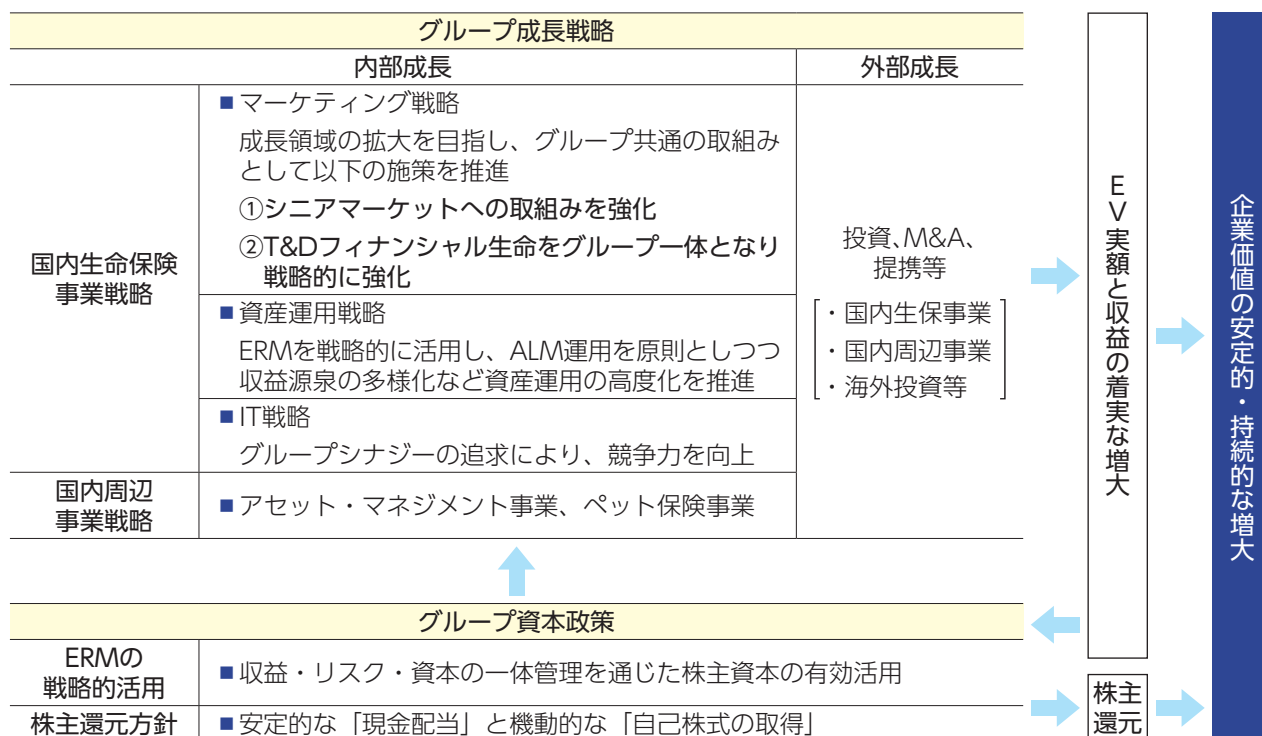 グループ成長戦略
内部成長
外部成長
国内生命保険
事業戦略
■マーケティング戦略
成長領域の拡大を目指し、グループ共通の取組み
として以下の施策を推進
①シニアマーケットへの取組みを強化
②T&Dフィナンシャル生命をグループ一体となり
戦略的に強化
■資産運用戦略
ERMを戦略的に活用し、ALM運用を原則としつつ
収益源泉の多様化など資産運用の高度化を推進
■IT戦略
グループシナジーの追求により、競争力を向上
国内周辺
事業戦略
■アセット・マネジメント事業、ペット保険事業
投資、M&A、
提携等
・国内生保事業
・国内周辺事業
・海外投資等
EV実額と収益の着実な増大
企業価値の安定的・持続的な増大
グループ資本政策
ERMの
戦略的活用
■収益・リスク・資本の一体管理を通じた株主資本の有効活用
株主還元方針
■安定的な「現金配当」と機動的な「自己株式の取得」
株主
還元